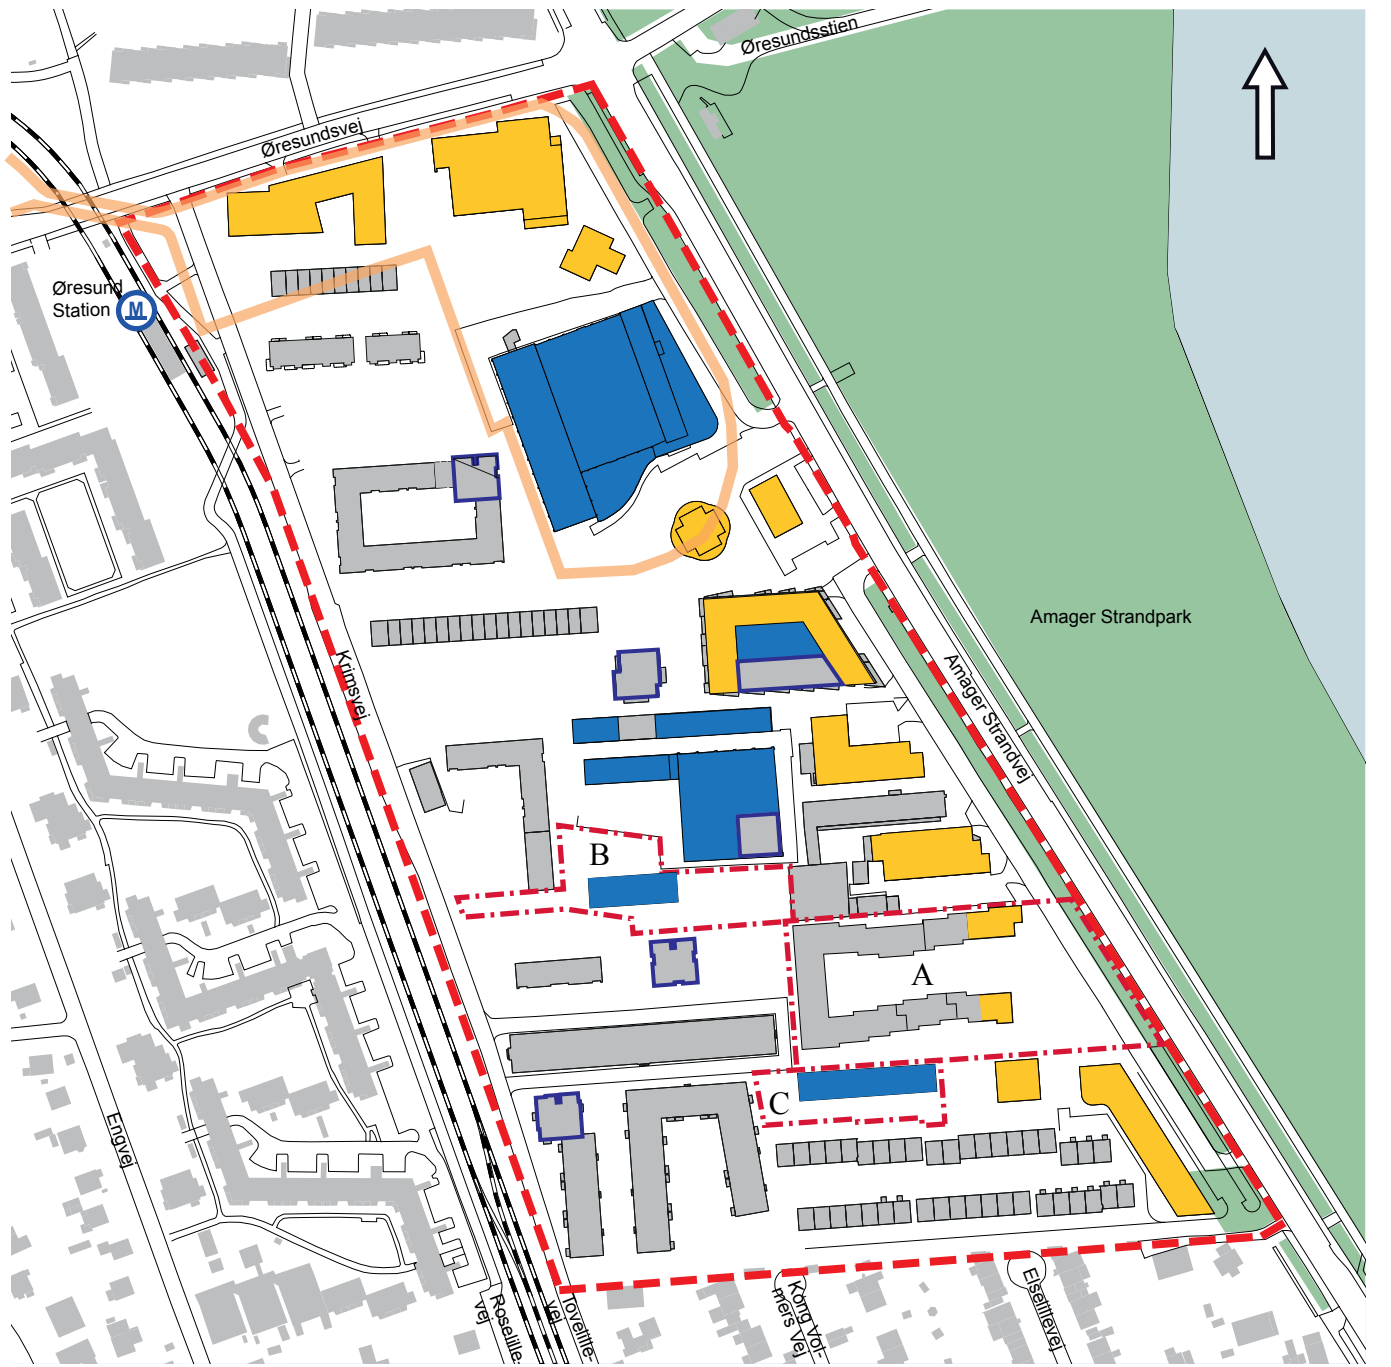 Øresundsstien
Øresundsvej
Øresund
Station
M
Amager Strandpark
Krimsvej
Amager Strandvej
B
A
C
Engvej
Roselille-
vej
Tovelille-
vej
Kong Vol-
mers Vej
Elselillevej